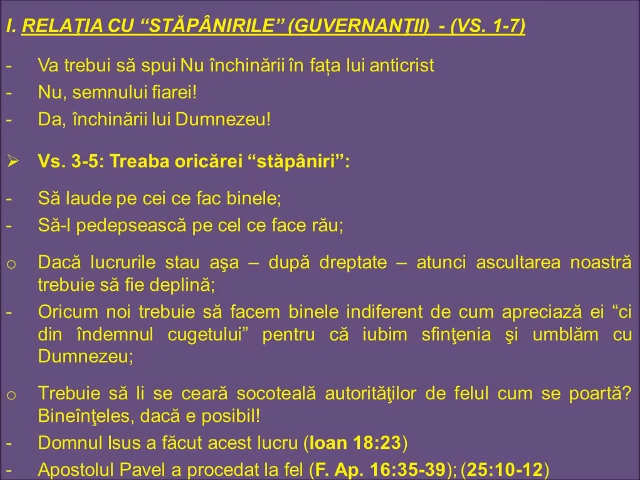 I. RELAŢIA CU “STĂPÂNIRILE” (GUVERNANŢII) - (VS. 1-7)
- Va trebui să spui Nu închinării în fața lui anticrist
- Nu, semnului fiarei!
- Da, închinării lui Dumnezeu!
➢ Vs. 3-5: Treaba oricărei “stăpâniri”:
- Să laude pe cei ce fac binele;
- Să-l pedepsească pe cel ce face rău;
o Dacă lucrurile stau aşa – după dreptate – atunci ascultarea noastră
trebuie să fie deplină;
- Oricum noi trebuie să facem binele indiferent de cum apreciază ei “ci
din îndemnul cugetului” pentru că iubim sfinţenia şi umblăm cu
Dumnezeu;
o Trebuie să li se ceară socoteală autorităţilor de felul cum se poartă?
Bineînţeles, dacă e posibil!
- Domnul Isus a făcut acest lucru (Ioan 18:23)
- Apostolul Pavel a procedat la fel (F. Ap. 16:35-39); (25:10-12)